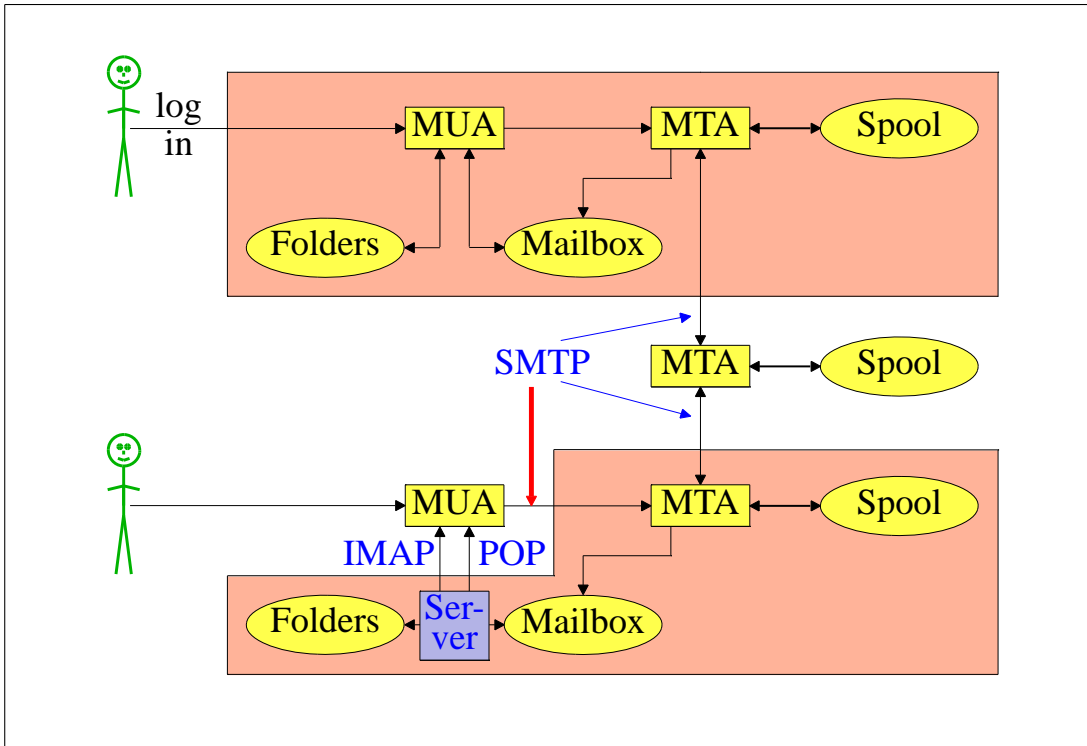 log
in
MUA
MTA
Spool
Folders
Mailbox
SMTP
MTA
Spool
MUA
MTA
Spool
IMAP
POP
Folders
Ser-
ver
Mailbox